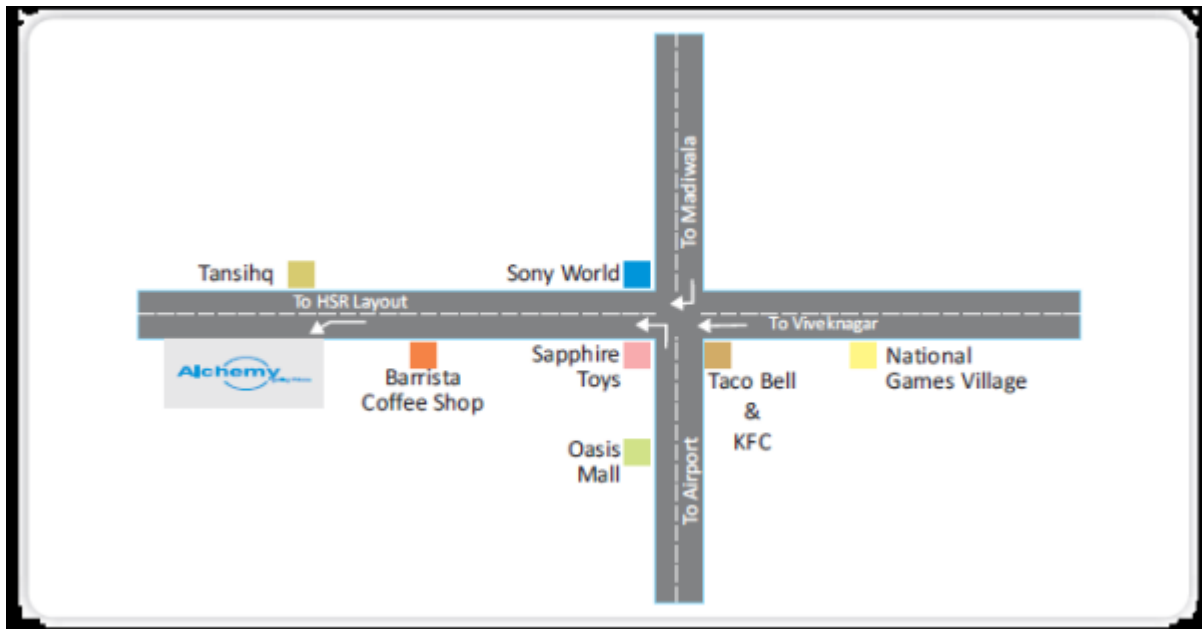 To Madiwala
Tansihq
Sony World
To HSR Layout
To Viveknagar
Alchemy
Barrista
Coffee Shop
Sapphire
Toys
Taco Bell
&
KFC
National
Games Village
Oasis
Mall
To Airport